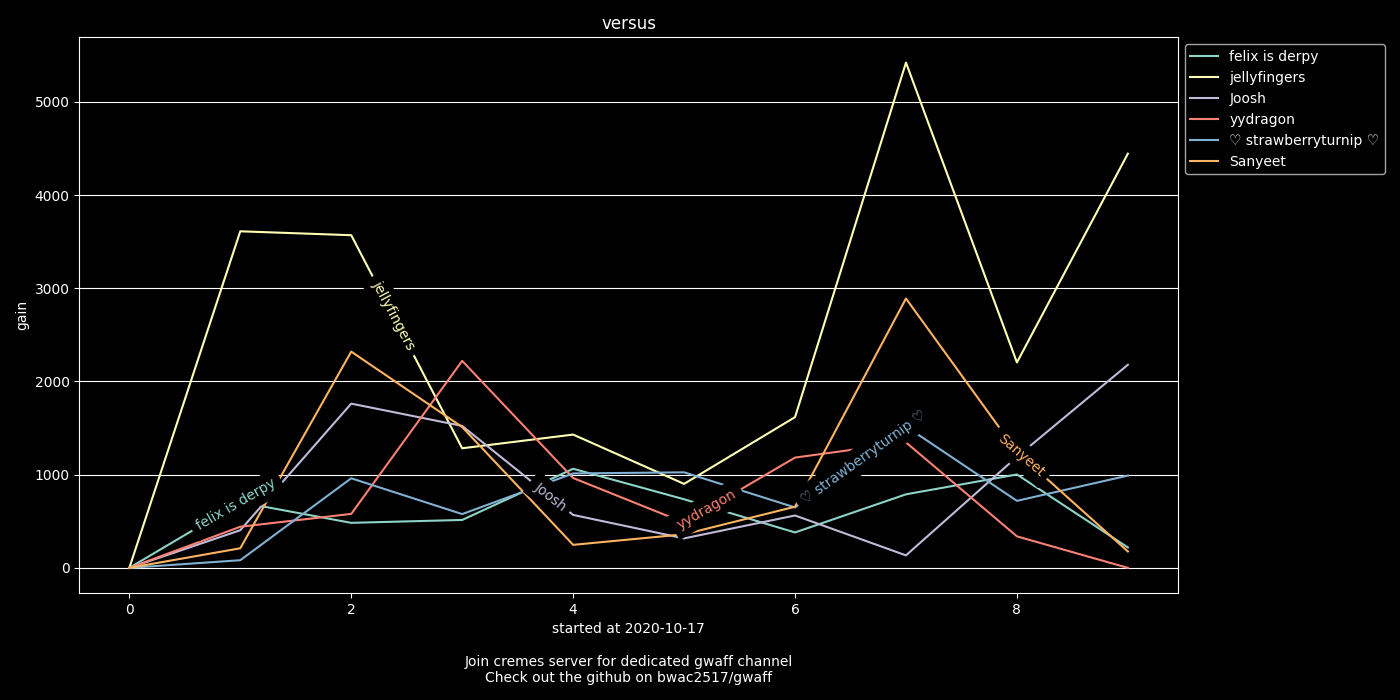 versus
5000
4000
3000
2000
1000
0
gain
felix is derpy
jellyfingers
Joosh
yydragon
♡ strawberryturnip ♡
Sanyeet
0 2 4 6 8
started at 2020-10-17
Join cremes server for dedicated gwaff channel
Check out the github on bwac2517/gwaff
felix is derpy
jellyfingers
Joosh
yydragon
♡ strawberryturnip ♡
Sanyeet